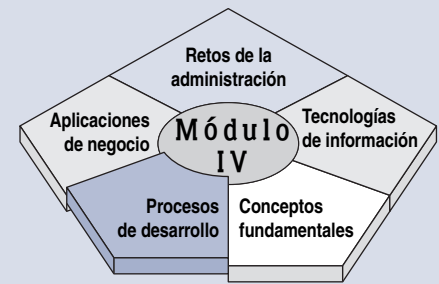 Retos de la
administración
Aplicaciones
de negocio
Módulo
IV
Tecnologías
de información
Procesos
de desarrollo
Conceptos
fundamentales